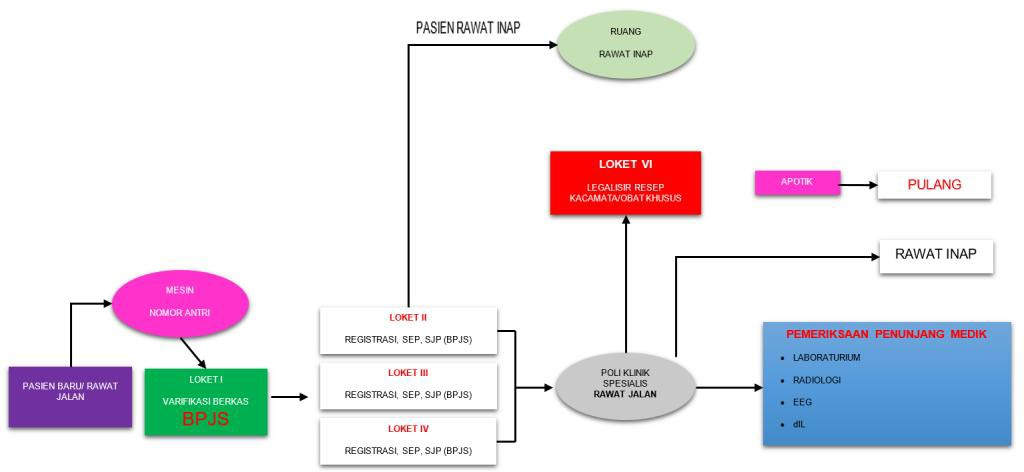 PASIEN RAWAT INAP
RUANG
RAWAT INAP
LOKET VI
LEGALISIR RESEP
KACAMATA/OBAT KHUSUS
APOTIK
PULANG
RAWAT INAP
MESIN
NOMOR ANTRI
PASIEN BARU/ RAWAT
JALAN
LOKET I
VARIFIKASI BERKAS
BPJS
LOKET II
REGISTRASI, SEP, SJP (BPJS)
LOKET III
REGISTRASI, SEP, SJP (BPJS)
LOKET IV
REGISTRASI, SEP, SJP (BPJS)
POLI KLINIK
SPESIALIS
RAWAT JALAN
PEMERIKSAAN PENUNJANG MEDIK
• LABORATURIUM
• RADIOLOGI
• EEG
• dlL